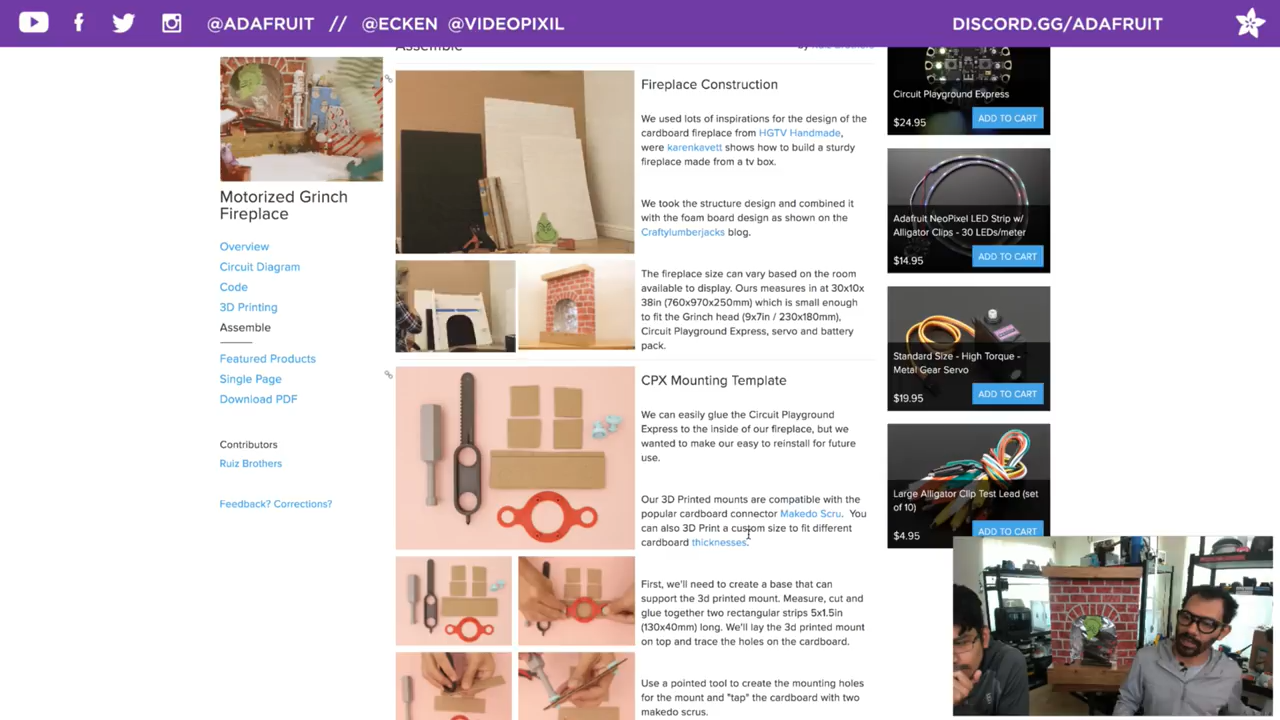 @ADAFRUIT // @ECKEN @VIDEOPIXIL
DISCORD.GG/ADAFRUIT
Assemble
Motorized Grinch
Fireplace
Overview
Circuit Diagram
Code
3D Printing
Assemble
Featured Products
Single Page
Download PDF
Contributors
Ruiz Brothers
Feedback? Corrections?
Fireplace Construction
We used lots of inspirations for the design of the
cardboard fireplace from HGTV Handmade,
were karenkavett shows how to build a sturdy
fireplace made from a tv box.
We took the structure design and combined it
with the foam board design as shown on the
Craftylumberjacks blog.
The fireplace size can vary based on the room
available to display. Ours measures in at 30x10x
38in (760x970x250mm) which is small enough
to fit the Grinch head (9x7in / 230x180mm),
Circuit Playground Express, servo and battery
pack.
CPX Mounting Template
We can easily glue the Circuit Playground
Express to the inside of our fireplace, but we
wanted to make our easy to reinstall for future
use.
Our 3D Printed mounts are compatible with the
popular cardboard connector Makedo Scru. You
can also 3D Print a custom size to fit different
cardboard thicknesses.
First, we'll need to create a base that can
support the 3d printed mount. Measure, cut and
glue together two rectangular strips 5x1.5in
(130x40mm) long. We'll lay the 3d printed mount
on top and trace the holes on the cardboard.
Use a pointed tool to create the mounting holes
for the mount and "tap" the cardboard with two
makedo scrus.
Circuit Playground Express
$24.95
ADD TO CART
Adafruit NeoPixel LED Strip w/
Alligator Clips - 30 LEDs/meter
$14.95
ADD TO CART
Standard Size - High Torque -
Metal Gear Servo
$19.95
ADD TO CART
Large Alligator Clip Test Lead (set
of 10)
$4.95
ADD TO CART